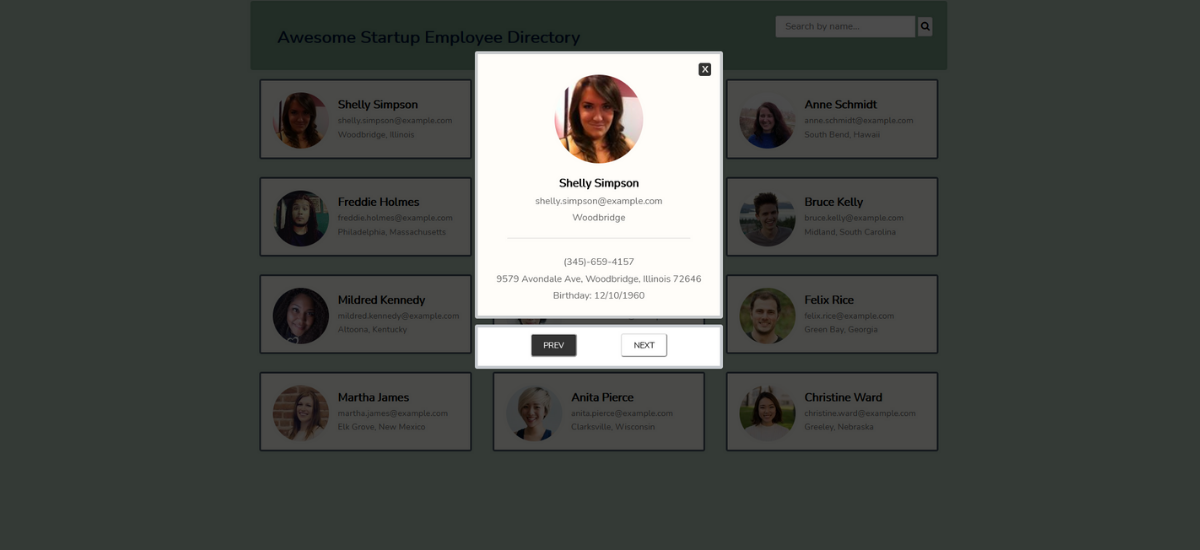 Awesome Startup Employee Directory
Search by name...
X
Shelly Simpson
shelly.simpson@example.com
Woodbridge
(345)-659-4157
9579 Avondale Ave, Woodbridge, Illinois 72646
Birthday: 12/10/1960
PREV
NEXT
Shelly Simpson
shelly.simpson@example.com
Woodbridge, Illinois
Anne Schmidt
anne.schmidt@example.com
South Bend, Hawaii
Freddie Holmes
freddie.holmes@example.com
Philadelphia, Massachusetts
Bruce Kelly
bruce.kelly@example.com
Midland, South Carolina
Mildred Kennedy
mildred.kennedy@example.com
Altoona, Kentucky
Felix Rice
felix.rice@example.com
Green Bay, Georgia
Martha James
martha.james@example.com
Elk Grove, New Mexico
Anita Pierce
anita.pierce@example.com
Clarksville, Wisconsin
Christine Ward
christine.ward@example.com
Greeley, Nebraska